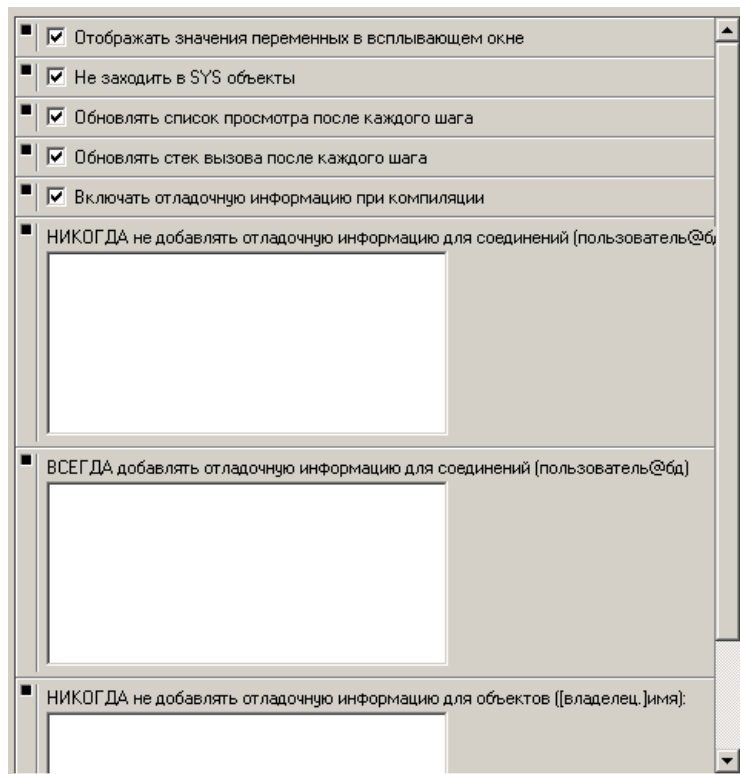 Отображать значения переменных в всплывающем окне
Не заходить в SYS объекты
Обновлять список просмотра после каждого шага
Обновлять стек вызова после каждого шага
Включать отладочную информацию при компиляции
НИКОГДА не добавлять отладочную информацию для соединений (пользователь@б
ВСЕГДА добавлять отладочную информацию для соединений (пользователь@бд)
НИКОГДА не добавлять отладочную информацию для объектов ([владелец.]имя):